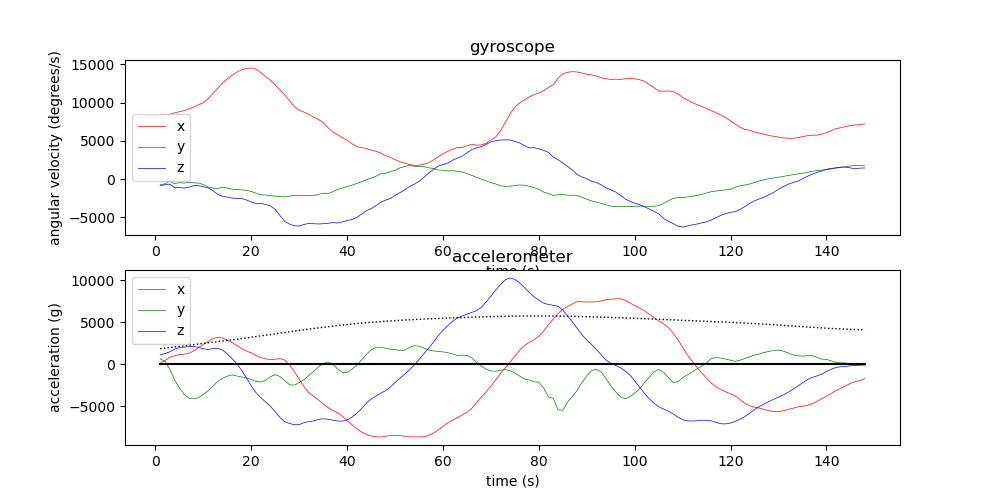 gyroscope
angular velocity (degrees/s)
15000
10000
5000
0
−5000
x
y
z
0 20 40 60 80 100 120 140
time (s)
accelerometer
acceleration (g)
10000
5000
0
−5000
x
y
z
0 20 40 60 80 100 120 140
time (s)